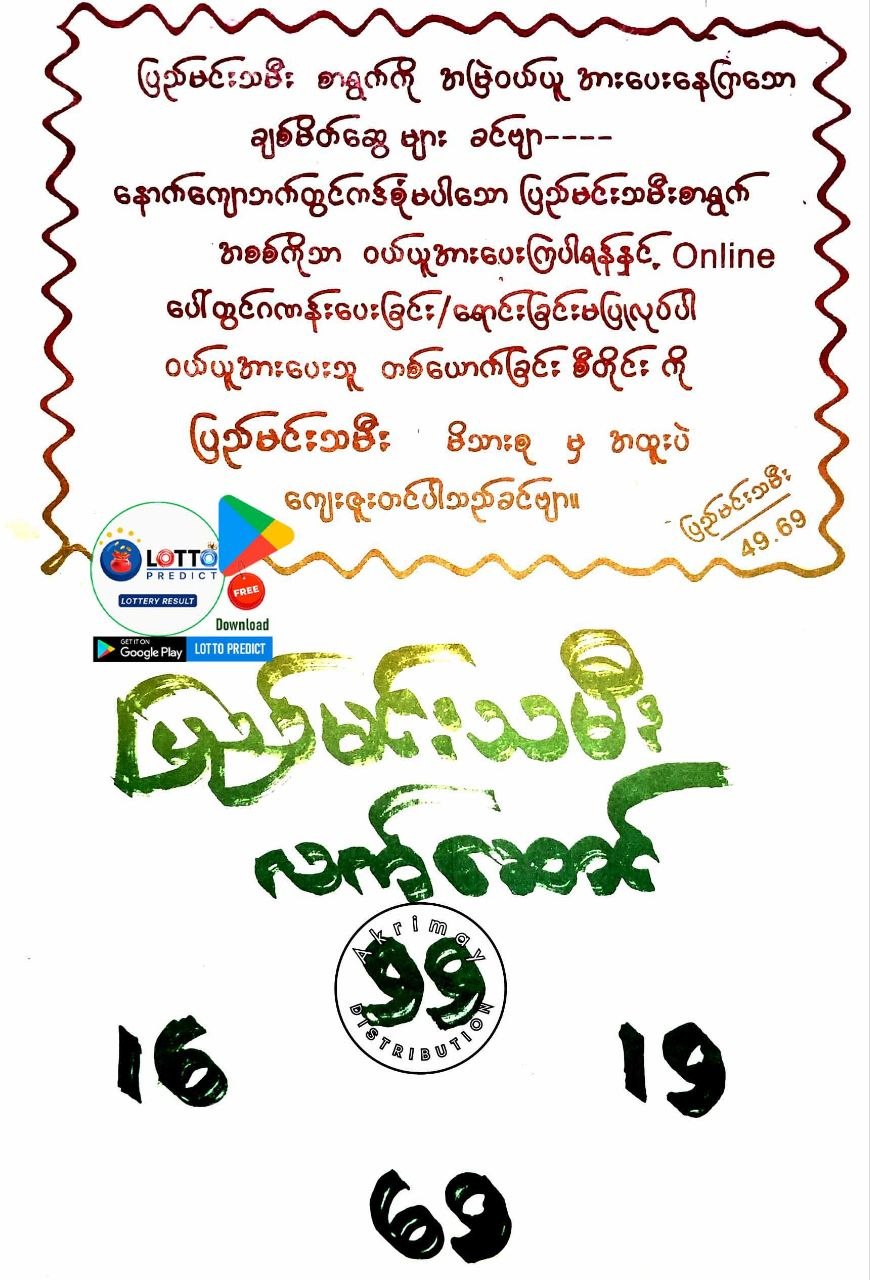 ပြည်မင်းသမီး စာရွက်ကို အမြဲဝယ်ယူ အားပေးနေကြသော
ချစ်မိတ်ဆွေ များ ခင်ဗျာ----
နောက်ကျောဘက်တွင်ကဒ်စုံမပါသော ပြည်မင်းသမီးစာရွက်
အစစ်ကိုသာ ဝယ်ယူအားပေးကြပါရန်နှင့် Online
ပေါ်တွင်ဂဏန်းပေးခြင်း/ရောင်းခြင်းမပြုလုပ်ပါ
ဝယ်ယူအားပေးသူ တစ်ယောက်ခြင်း စီတိုင်း ကို
ပြည်မင်းသမီး မိသားစု မှ အထူးပဲ
ကျေးဇူးတင်ပါသည်ခင်ဗျာ။
ပြည်မင်းသမီး
49.69
LOTTO
PREDICT
LOTTERY RESULT
FREE
Download
GET IT ON
Google Play
LOTTO PREDICT
ပြည်မင်းသမီး
လက်ဆောင်
Akrimay
99
DISTRIBUTION
16
19
69